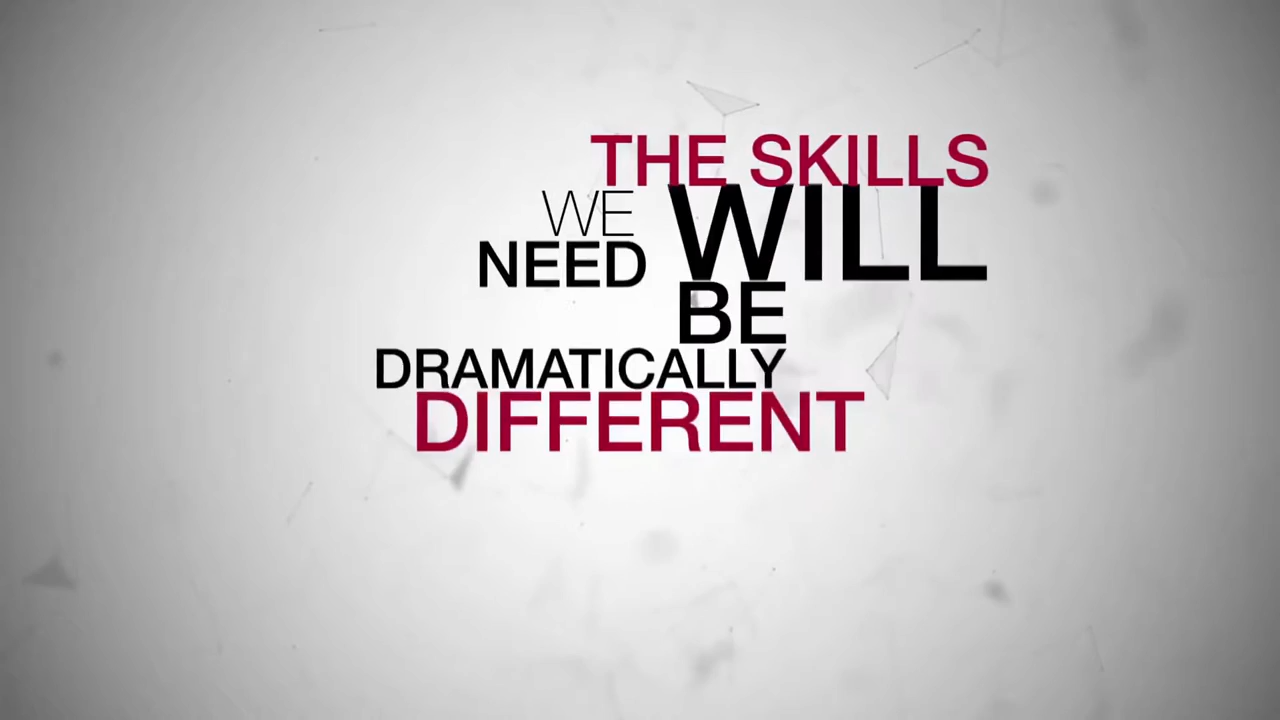 THE SKILLS
WE
NEED
WILL
BE
DRAMATICALLY
DIFFERENT